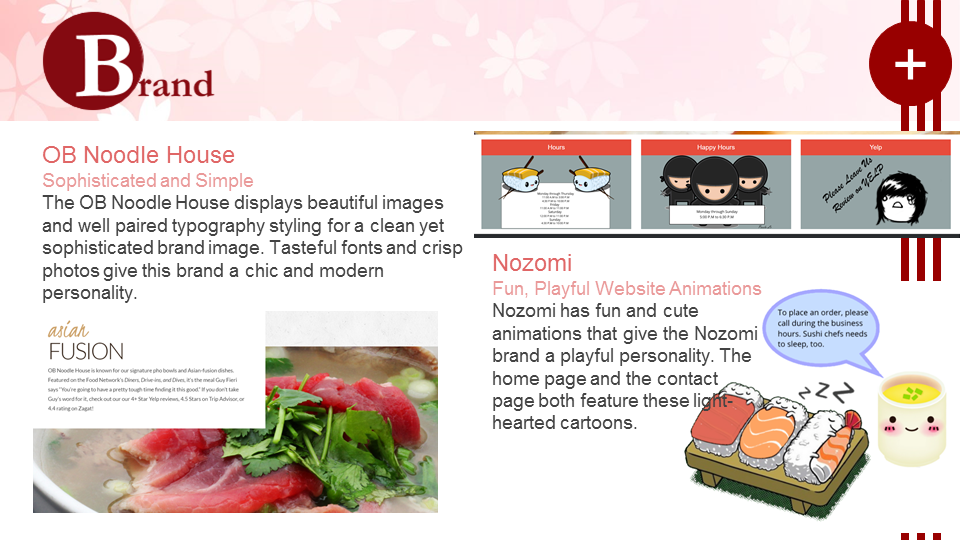 Brand
+
OB Noodle House
Sophisticated and Simple
The OB Noodle House displays beautiful images
and well paired typography styling for a clean yet
sophisticated brand image. Tasteful fonts and crisp
photos give this brand a chic and modern
personality.
asian
FUSION
OB Noodle House is known for our signature pho bowls and Asian-fusion dishes.
Featured on the Food Network's Diners, Drive-ins, and Dives, it's the meal Guy Fieri
says "You're going to have a pretty tough time finding it this good." If you don't take
Guy's word for it, check out our our 4+ Star Yelp reviews, 4.5 Stars on Trip Advisor, or
4.4 rating on Zagat!
Hours
Monday through Thursday
Friday
Saturday
Sunday
Happy Hours
Monday through Sunday
Yelp
Please Leave Us
Review on YELP
Nozomi
Fun, Playful Website Animations
Nozomi has fun and cute
animations that give the Nozomi
brand a playful personality. The
home page and the contact
page both feature these light-
hearted cartoons.
To place an order, please
call during the business
hours. Sushi chefs needs
to sleep, too.
z z z